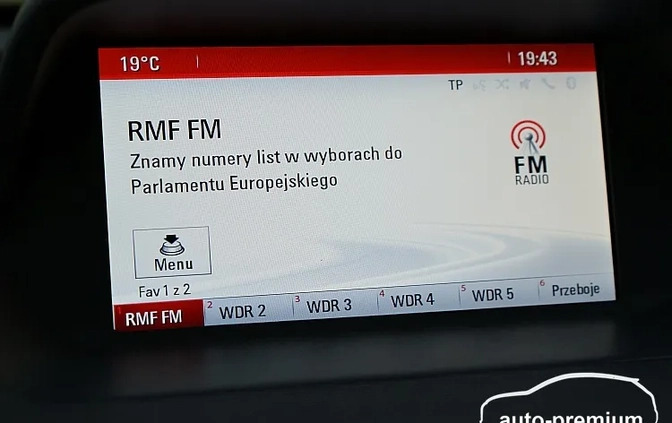 19°C
19:43
TP
RMF FM
Znamy numery list w wyborach do
Parlamentu Europejskiego
FM
RADIO
Menu
Fav 1 z 2
1 RMF FM
2 WDR 2
3 WDR 3
4 WDR 4
5 WDR 5
6 Przeboje
auto-premium